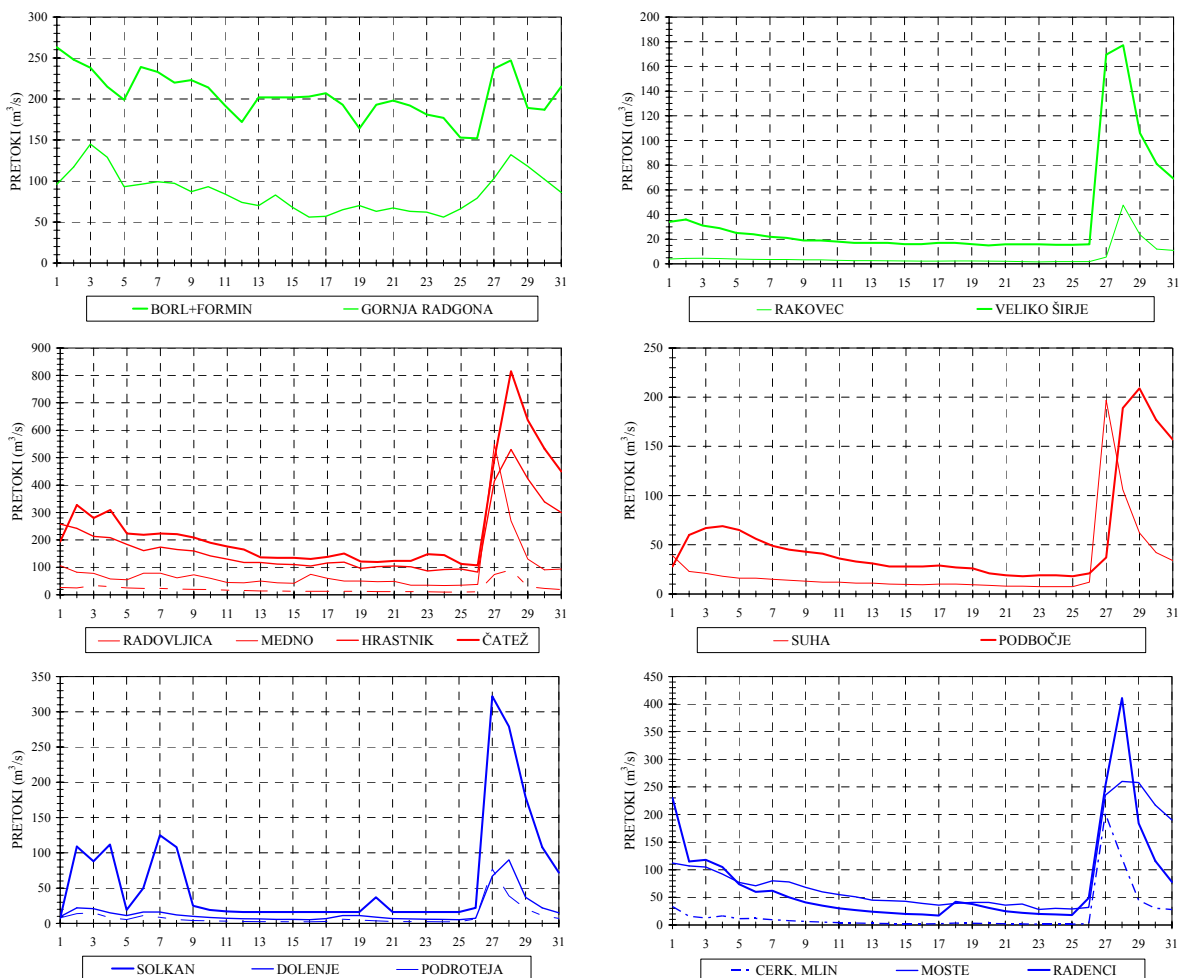 PRETOKI (m³/s)
300
250
200
150
100
50
0
1 3 5 7 9 11 13 15 17 19 21 23 25 27 29 31
BORL+FORMIN GORNJA RADGONA
PRETOKI (m³/s)
200
180
160
140
120
100
80
60
40
20
0
1 3 5 7 9 11 13 15 17 19 21 23 25 27 29 31
RAKOVEC VELIKO ŠIRJE
PRETOKI (m³/s)
900
800
700
600
500
400
300
200
100
0
1 3 5 7 9 11 13 15 17 19 21 23 25 27 29 31
RADOVLJICA MEDNO HRASTNIK ČATEŽ
PRETOKI (m³/s)
250
200
150
100
50
0
1 3 5 7 9 11 13 15 17 19 21 23 25 27 29 31
SUHA PODBOČJE
PRETOKI (m³/s)
350
300
250
200
150
100
50
0
1 3 5 7 9 11 13 15 17 19 21 23 25 27 29 31
SOLKAN DOLENJE PODROTEJA
PRETOKI (m³/s)
450
400
350
300
250
200
150
100
50
0
1 3 5 7 9 11 13 15 17 19 21 23 25 27 29 31
CERK. MLIN MOSTE RADENCI